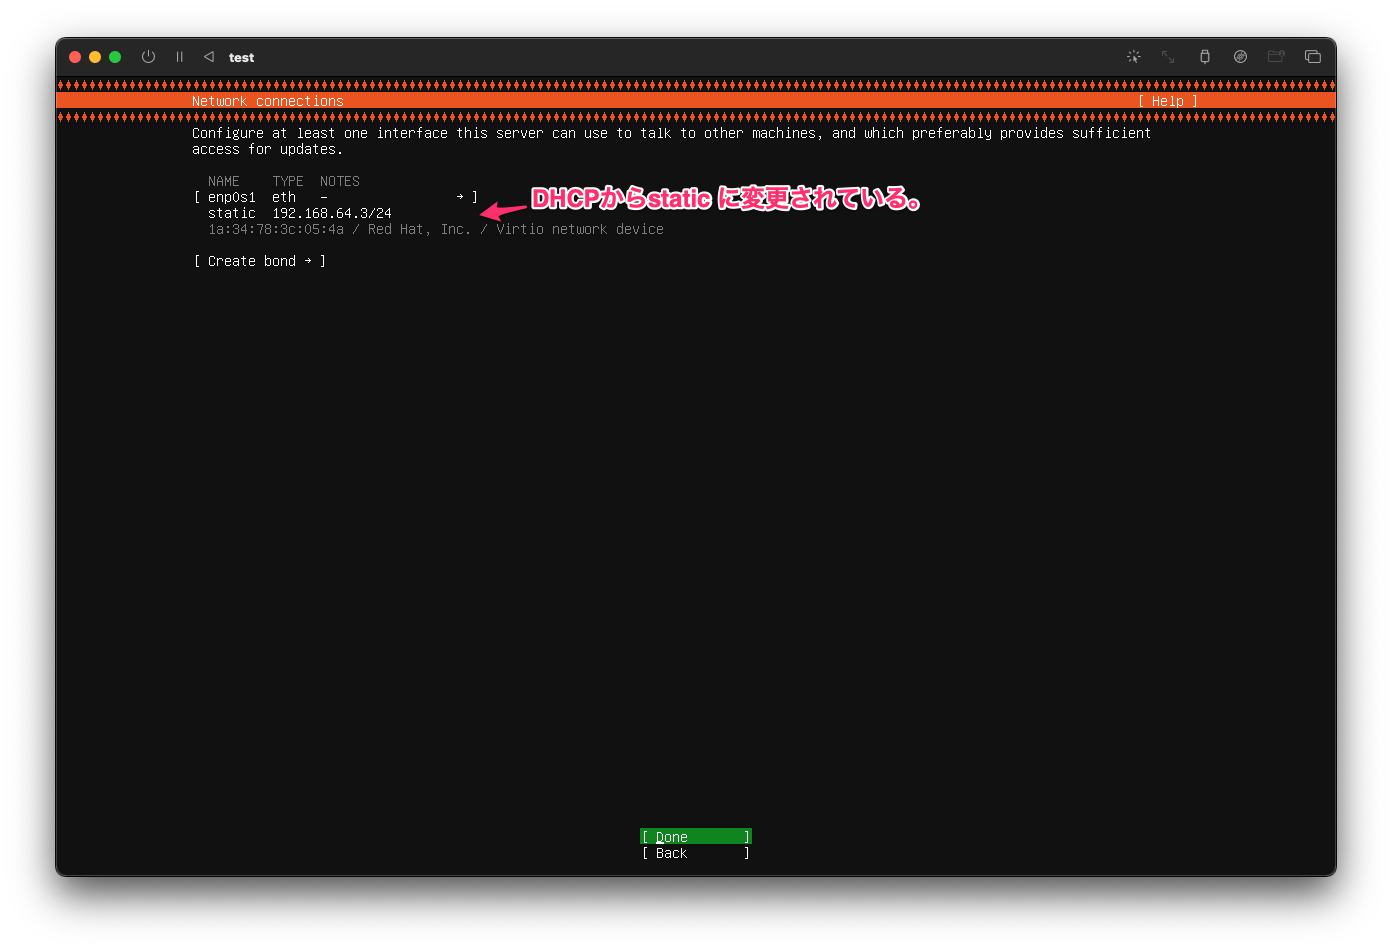 test
Network connections [ Help ]
Configure at least one interface this server can use to talk to other machines, and which preferably provides sufficient
access for updates.
NAME TYPE NOTES
[ enp0s1 eth – → ]
DHCPからstatic に変更されている。
static 192.168.64.3/24
1a:34:78:3c:05:4a / Red Hat, Inc. / Virtio network device
[ Create bond → ]
[ Done ]
[ Back ]